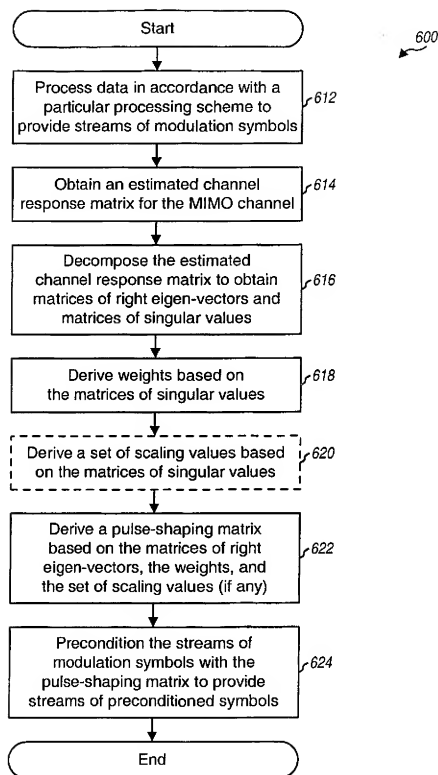 Start
600
Process data in accordance with a
particular processing scheme to
provide streams of modulation symbols
612
Obtain an estimated channel
response matrix for the MIMO channel
614
Decompose the estimated
channel response matrix to obtain
matrices of right eigen-vectors and
matrices of singular values
616
Derive weights based on
the matrices of singular values
618
Derive a set of scaling values based
on the matrices of singular values
620
Derive a pulse-shaping matrix
based on the matrices of right
eigen-vectors, the weights, and
the set of scaling values (if any)
622
Precondition the streams of
modulation symbols with the
pulse-shaping matrix to provide
streams of preconditioned symbols
624
End